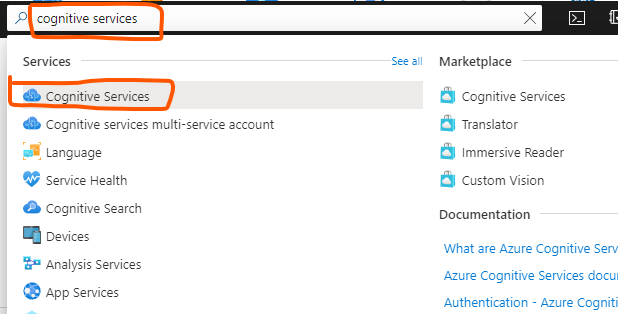 cognitive services
Services
See all
Cognitive Services
Cognitive services multi-service account
Language
Service Health
Cognitive Search
Devices
Analysis Services
App Services
Marketplace
Cognitive Services
Translator
Immersive Reader
Custom Vision
Documentation
What are Azure Cognitive Serv
Azure Cognitive Services docu
Authentication - Azure Cogniti